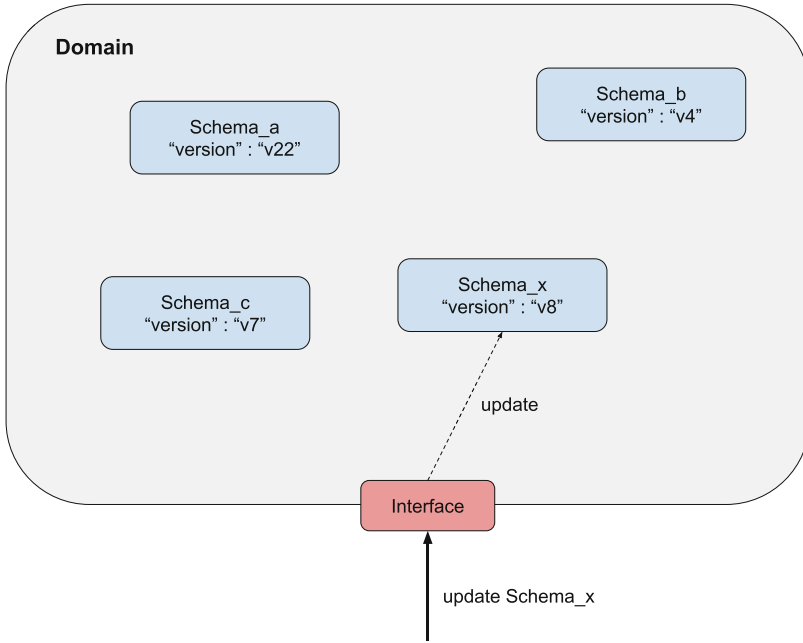 Domain
Schema_b
“version” : “v4”
Schema_a
“version” : “v22”
Schema_x
“version” : “v8”
Schema_c
“version” : “v7”
update
Interface
update Schema_x